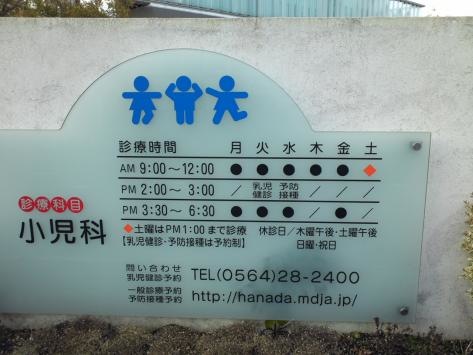 診療時間 月 火 水 木 金 土
AM 9:00～12:00 ● ● ● ● ● ◆
PM 2:00～ 3:00 ／ 乳児健診 予防接種 ／ ／ ／
PM 3:30～ 6:30 ● ● ● ／ ● ／
診療科目
小児科
◆土曜はPM1:00まで診療 休診日／木曜午後・土曜午後
【乳児健診・予防接種は予約制】 日曜・祝日
問い合わせ
乳児健診予約 TEL(0564)28-2400
一般診療予約
予防接種予約 http://hanada.mdja.jp/